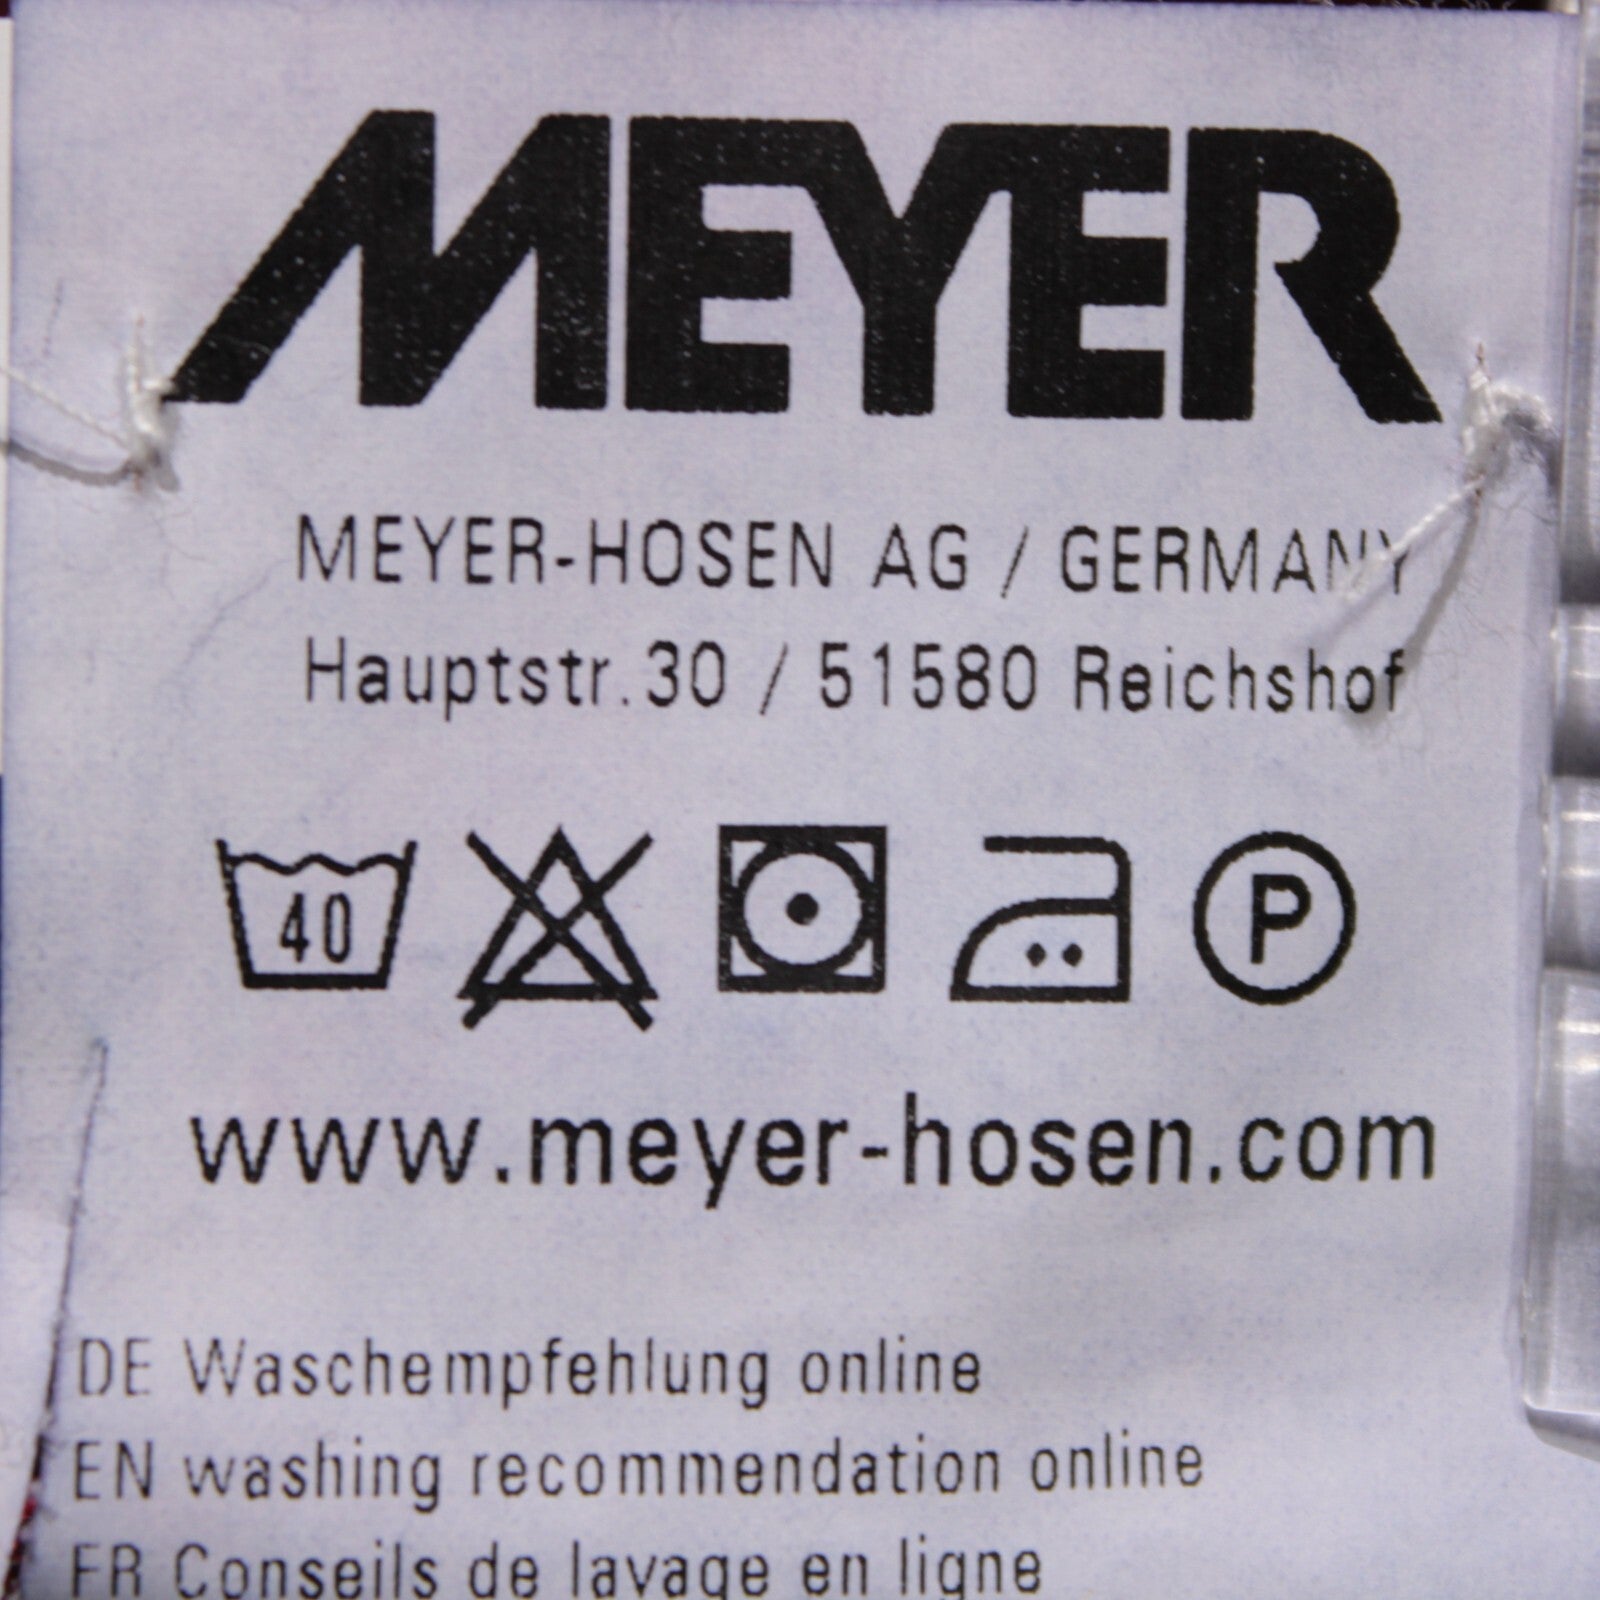 MEYER
MEYER-HOSEN AG / GERMANY
Hauptstr.30 / 51580 Reichshof
40 P
www.meyer-hosen.com
DE Waschempfehlung online
EN washing recommendation online
FR Conseils de lavage en ligne